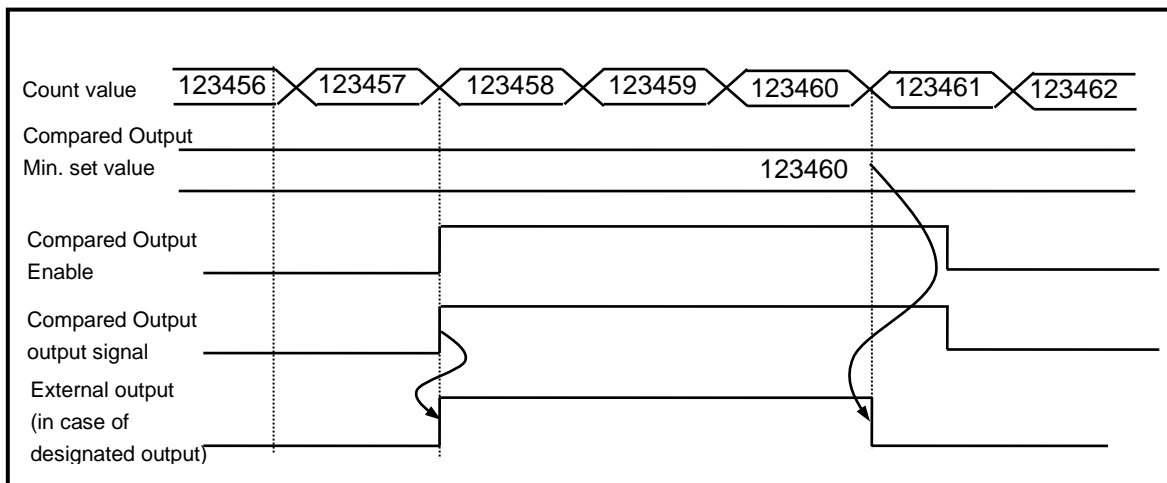 Count value
123456 123457 123458 123459 123460 123461 123462
Compared Output
Min. set value
123460
Compared Output
Enable
Compared Output
output signal
External output
(in case of
designated output)